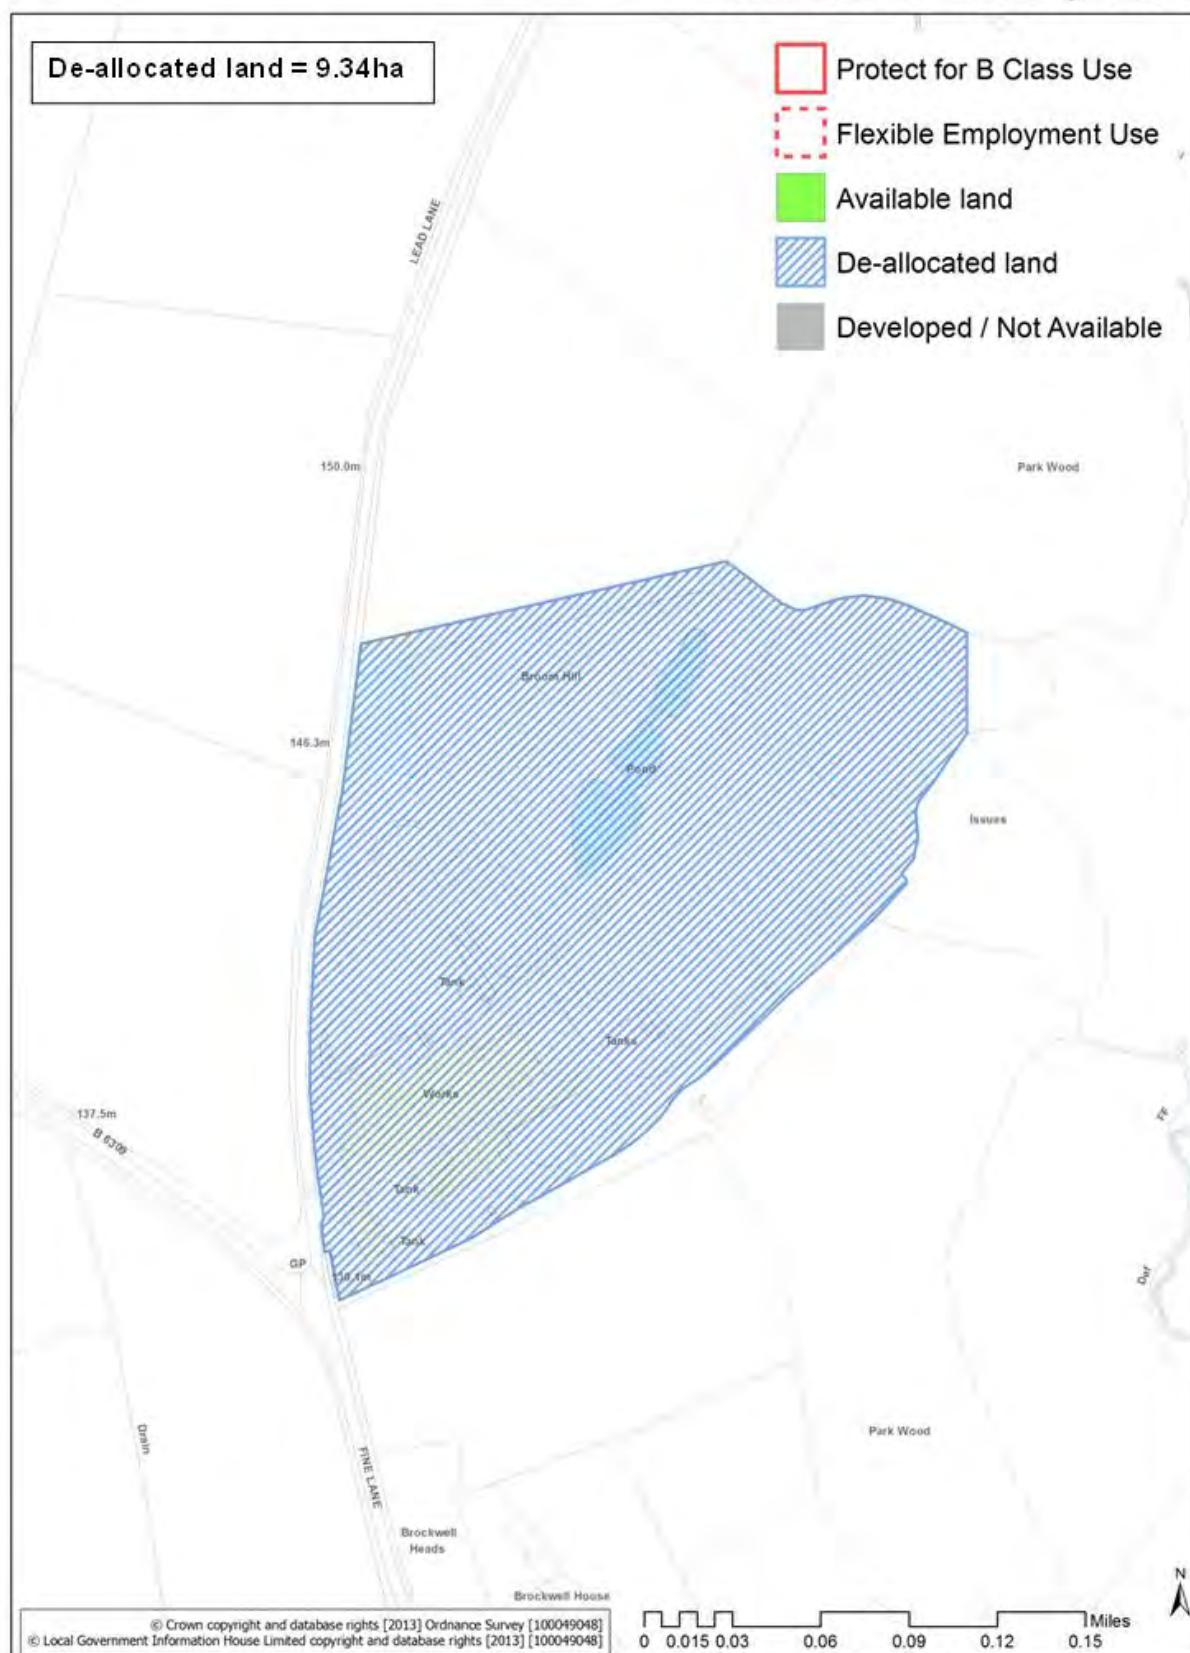 De-allocated land = 9.34ha
Protect for B Class Use
Flexible Employment Use
Available land
De-allocated land
Developed / Not Available
LEAD LANE
150.0m
Park Wood
Broom Hill
146.3m
Pond
Issues
Tank
Tanks
Works
137.5m
B 6309
FF
Tank
Tank
GP
Der
Park Wood
Drain
FINE LANE
Brockwell
Heads
Brockwell House
N
© Crown copyright and database rights [2013] Ordnance Survey [100049048]
© Local Government Information House Limited copyright and database rights [2013] [100049048]
Miles
0 0.015 0.03 0.06 0.09 0.12 0.15